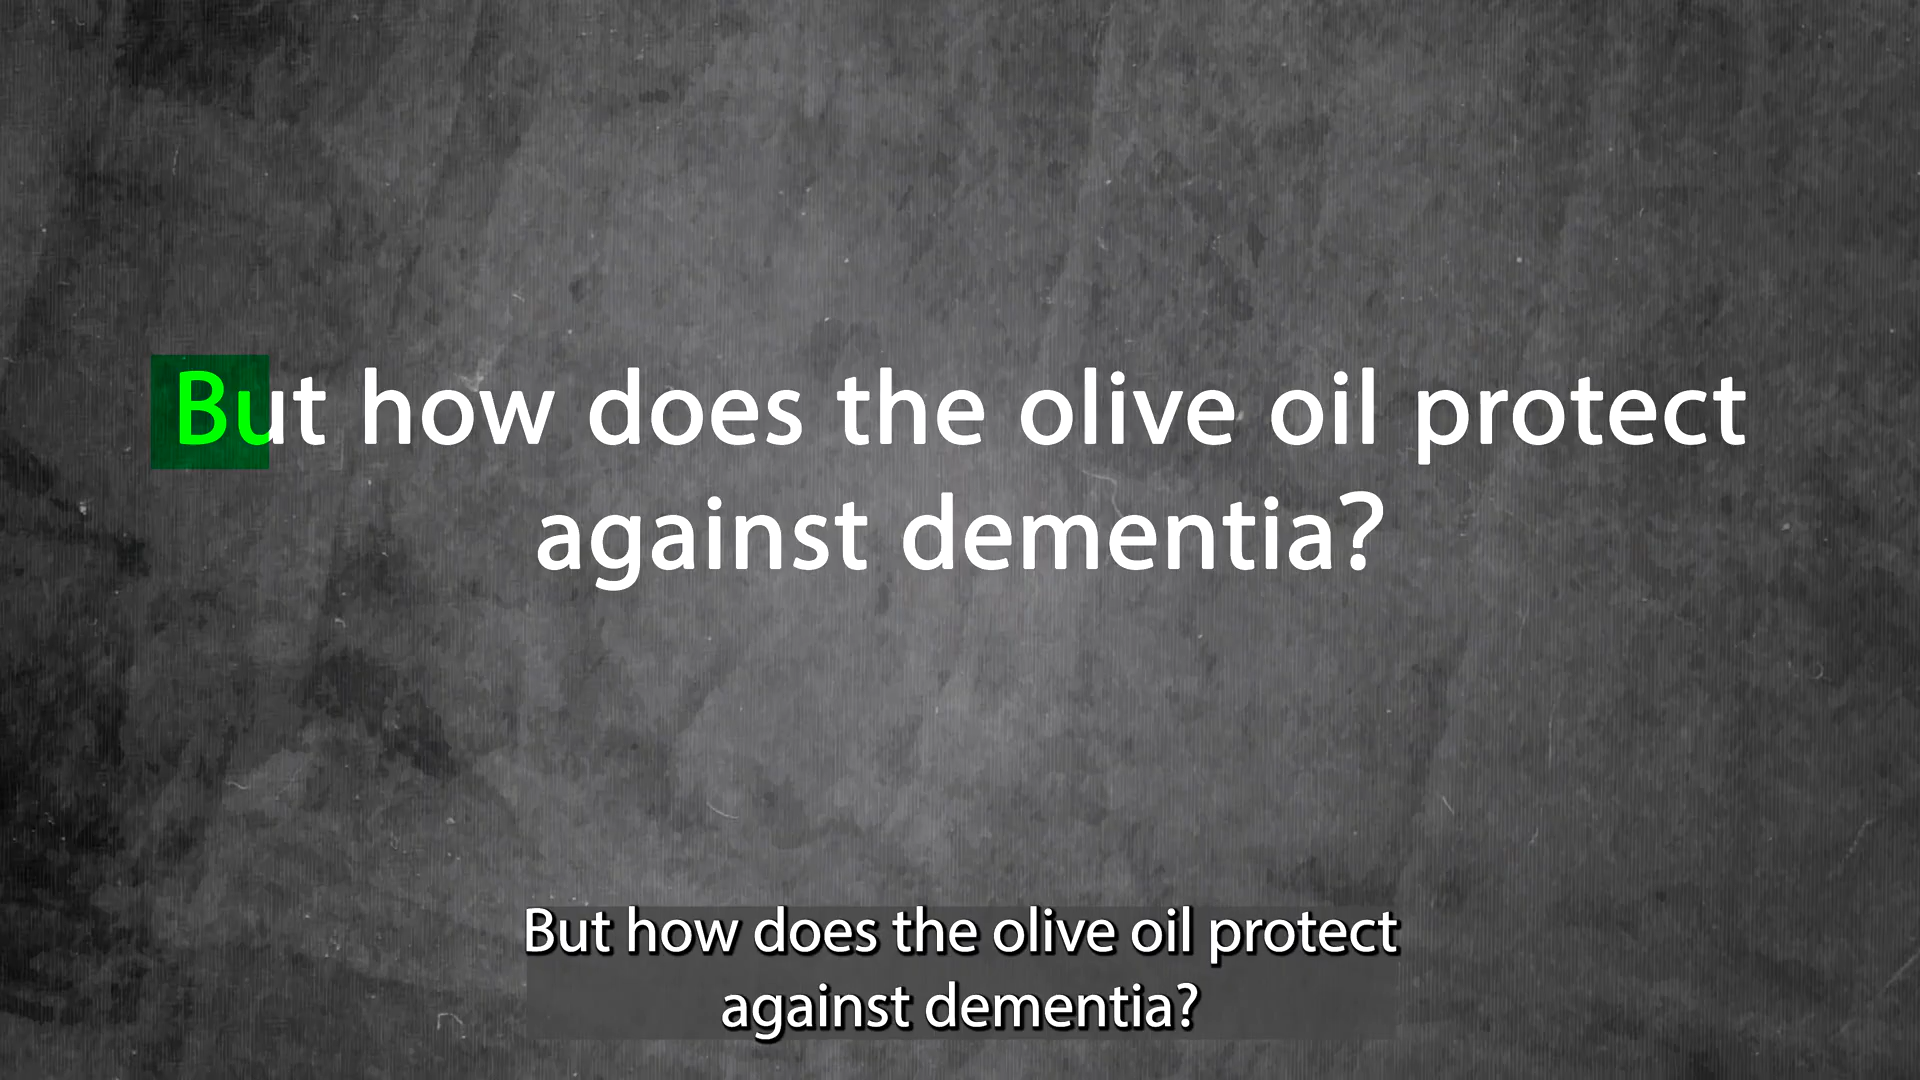 But how does the olive oil protect
against dementia?
But how does the olive oil protect
against dementia?